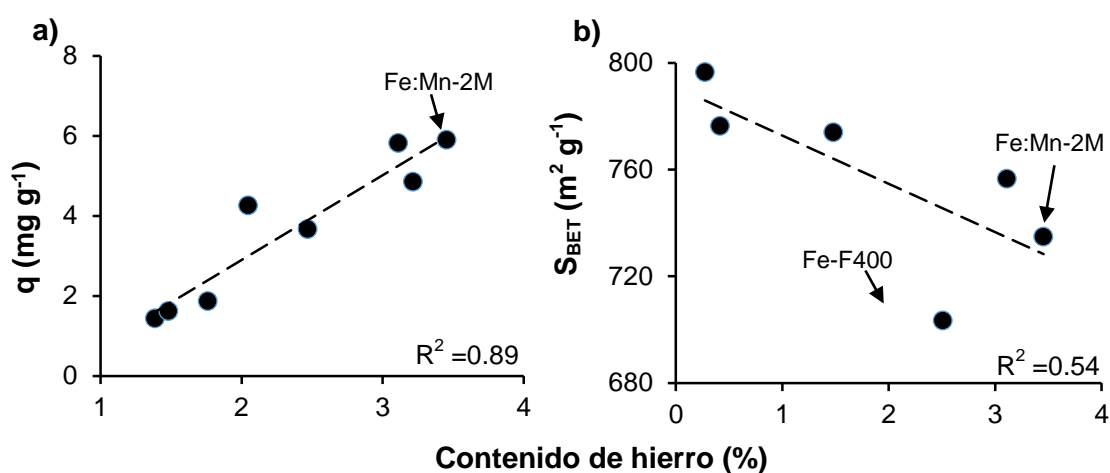 a)
8
6
4
2
0
q (mg g⁻¹)
Fe:Mn-2M
R² =0.89
1 2 3 4
b)
800
760
720
680
S_BET (m² g⁻¹)
Fe:Mn-2M
Fe-F400
R² =0.54
0 1 2 3 4
Contenido de hierro (%)